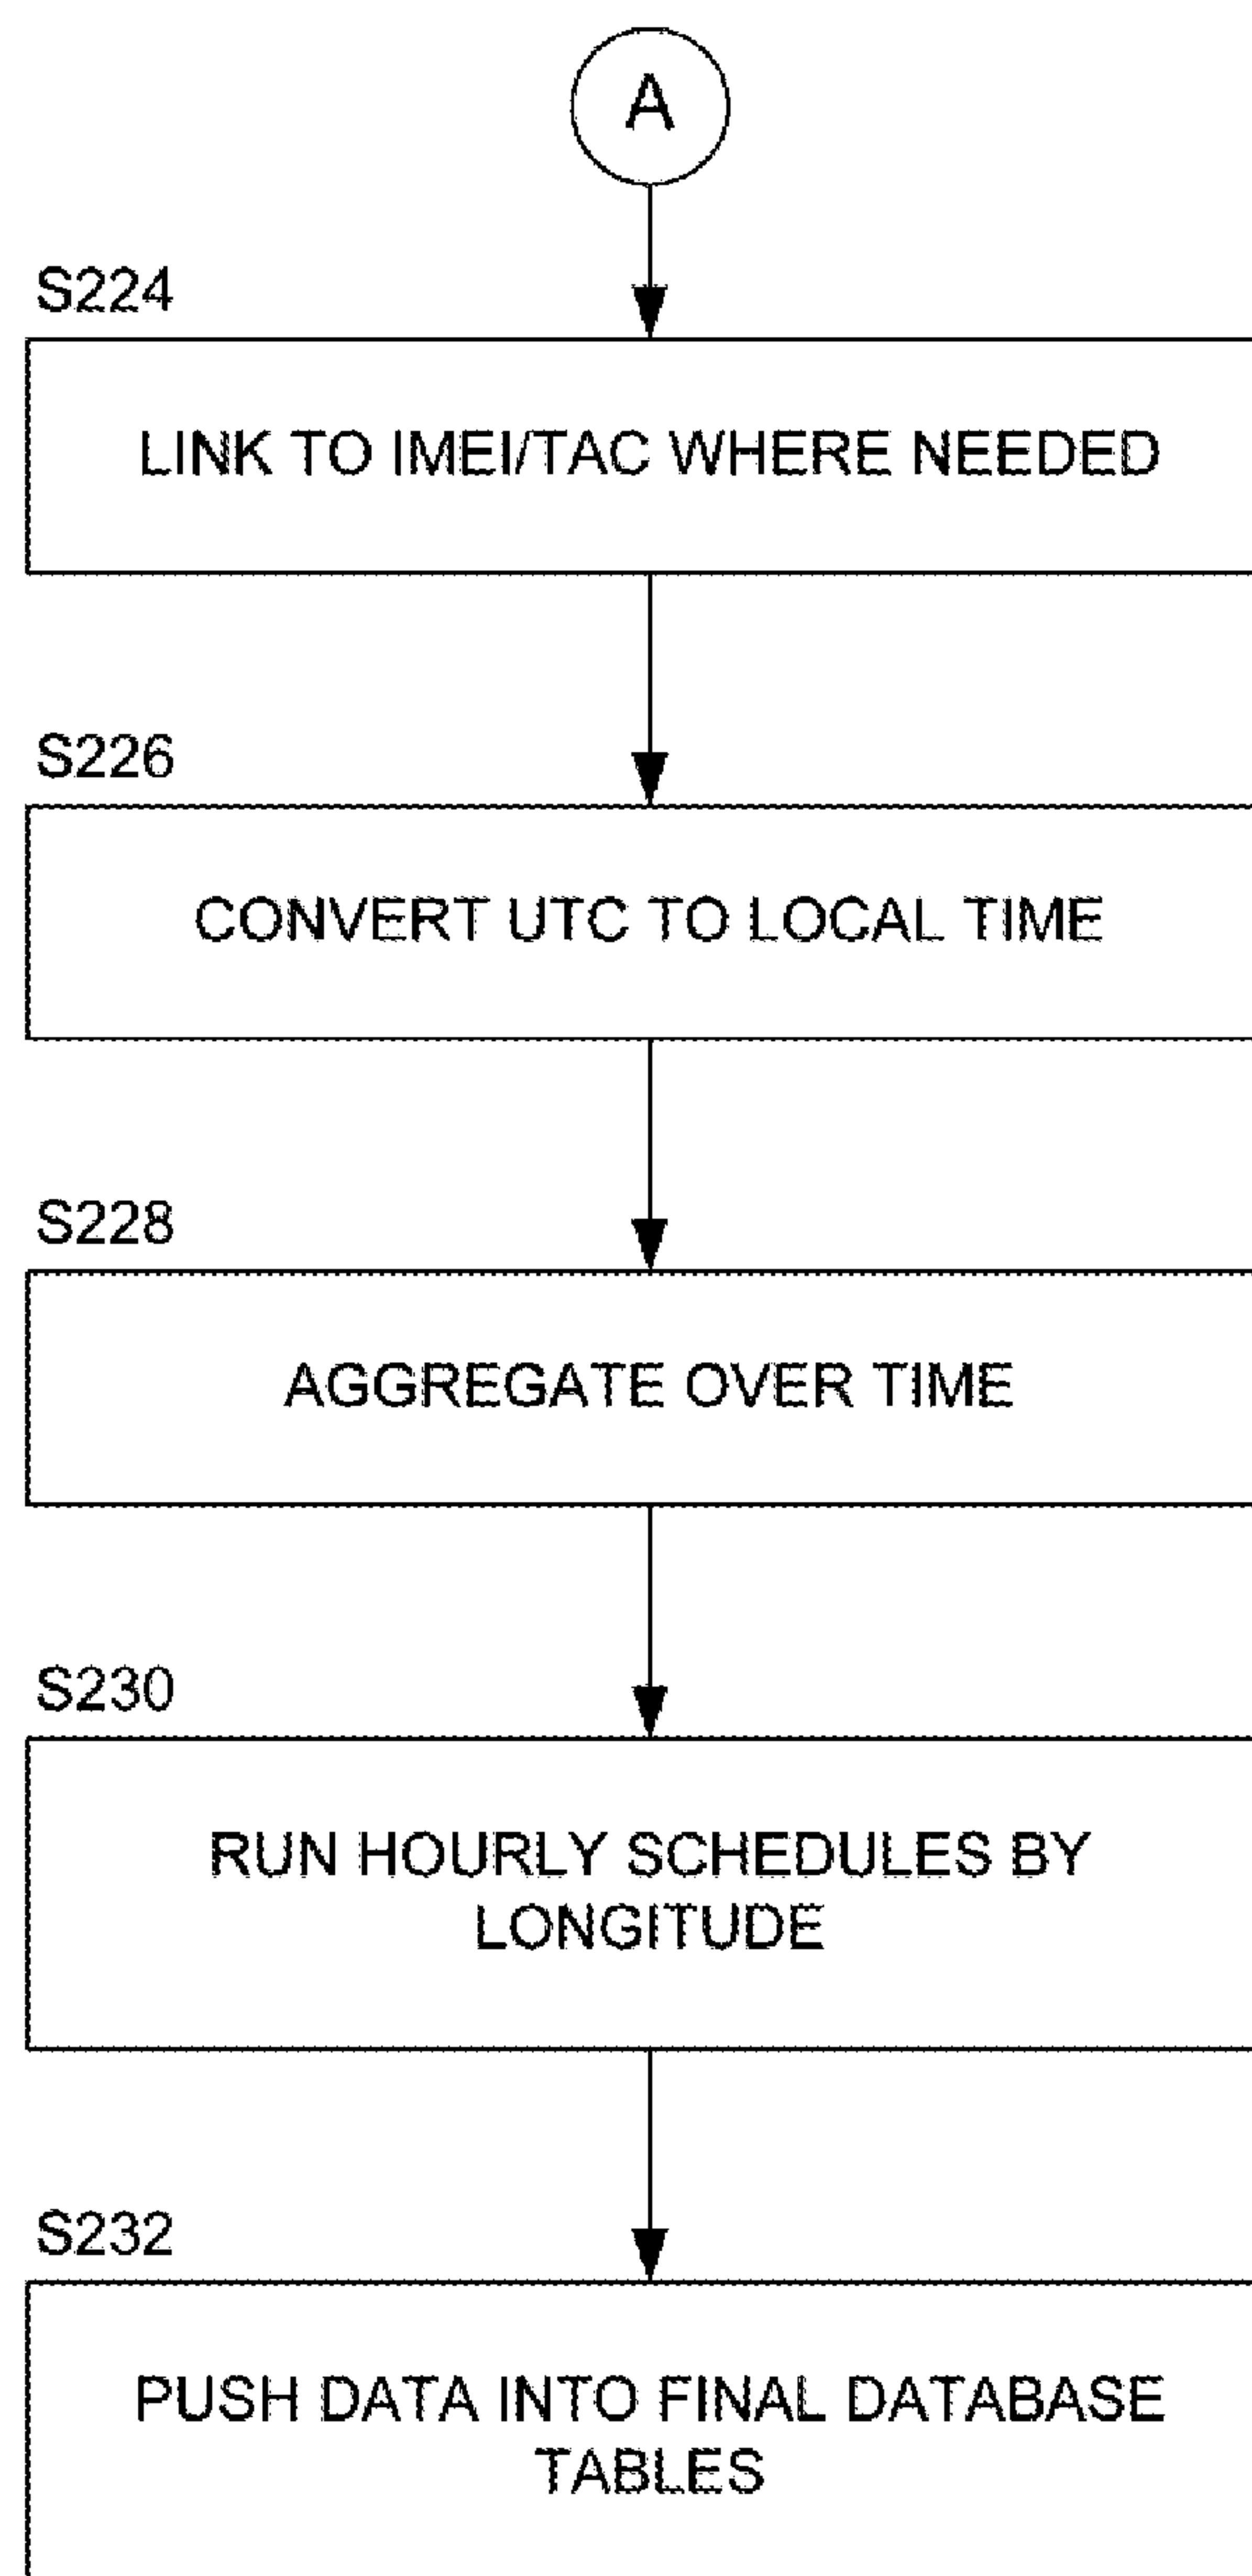 A
S224
LINK TO IMEI/TAC WHERE NEEDED
S226
CONVERT UTC TO LOCAL TIME
S228
AGGREGATE OVER TIME
S230
RUN HOURLY SCHEDULES BY
LONGITUDE
S232
PUSH DATA INTO FINAL DATABASE
TABLES